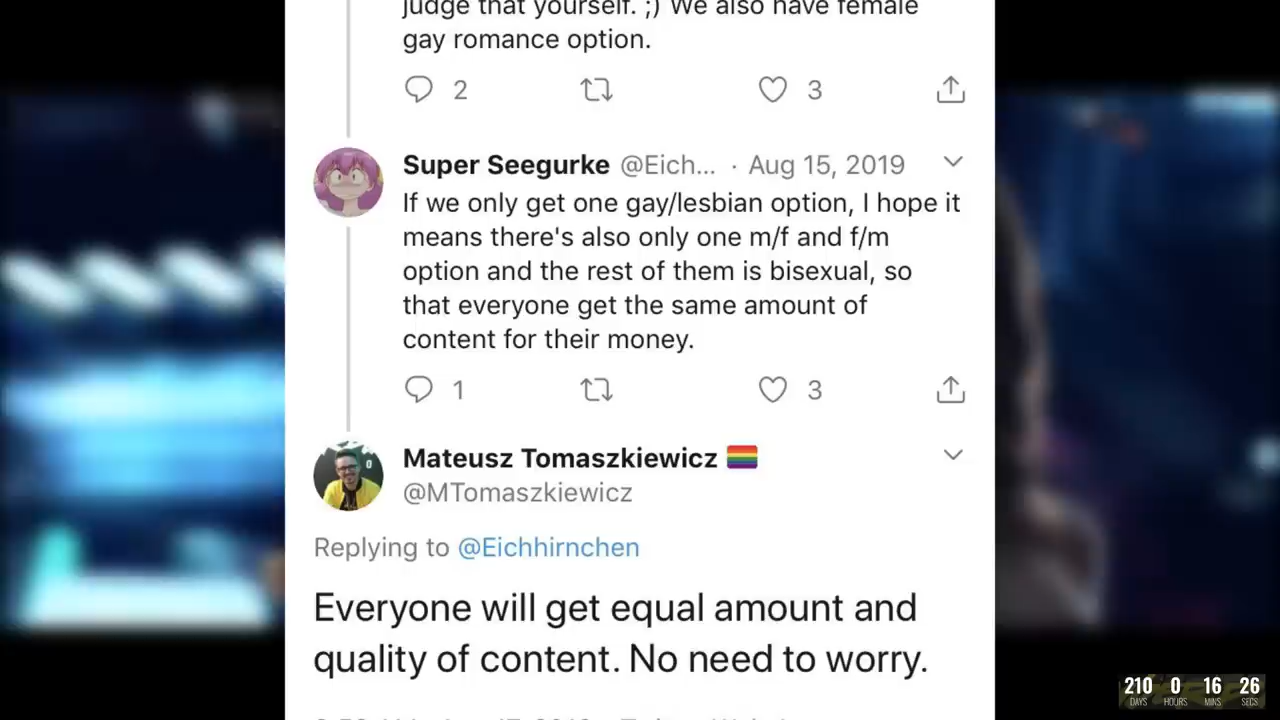 judge that yourself. ;) We also have female
gay romance option.
2 3
Super Seegurke @Eich... · Aug 15, 2019
If we only get one gay/lesbian option, I hope it
means there's also only one m/f and f/m
option and the rest of them is bisexual, so
that everyone get the same amount of
content for their money.
1 3
Mateusz Tomaszkiewicz 🏳️‍🌈
@MTomaszkiewicz
Replying to @Eichhirnchen
Everyone will get equal amount and
quality of content. No need to worry.
210 0 16 26
DAYS HOURS MINS SECS